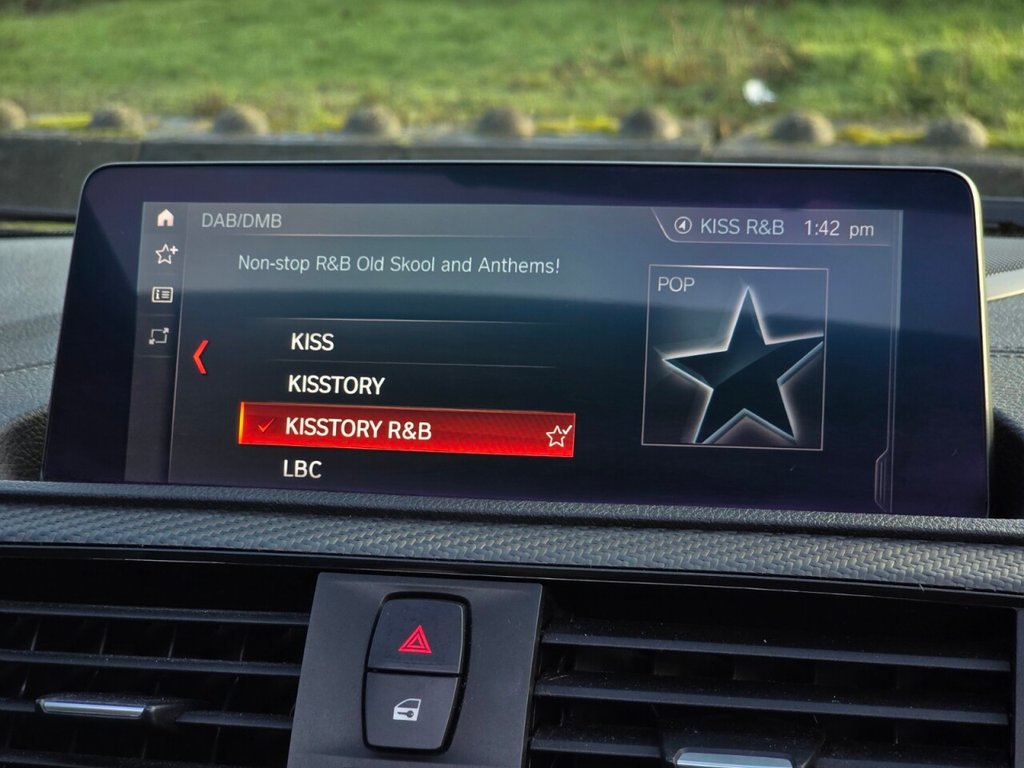 DAB/DMB
KISS R&B 1:42 pm
Non-stop R&B Old Skool and Anthems!
POP
KISS
KISSTORY
KISSTORY R&B
LBC